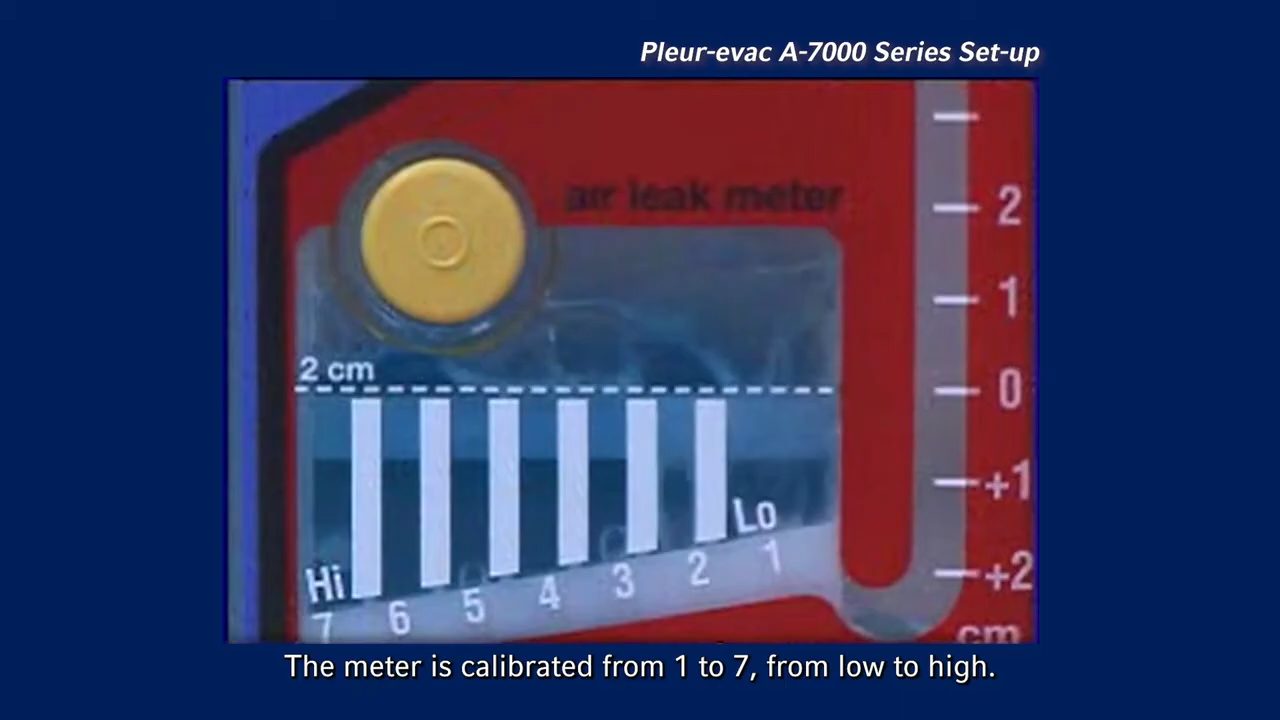 Pleur-evac A-7000 Series Set-up
air leak meter
2
1
0
+1
+2
cm
2 cm
Hi
Lo
7 6 5 4 3 2 1
The meter is calibrated from 1 to 7, from low to high.